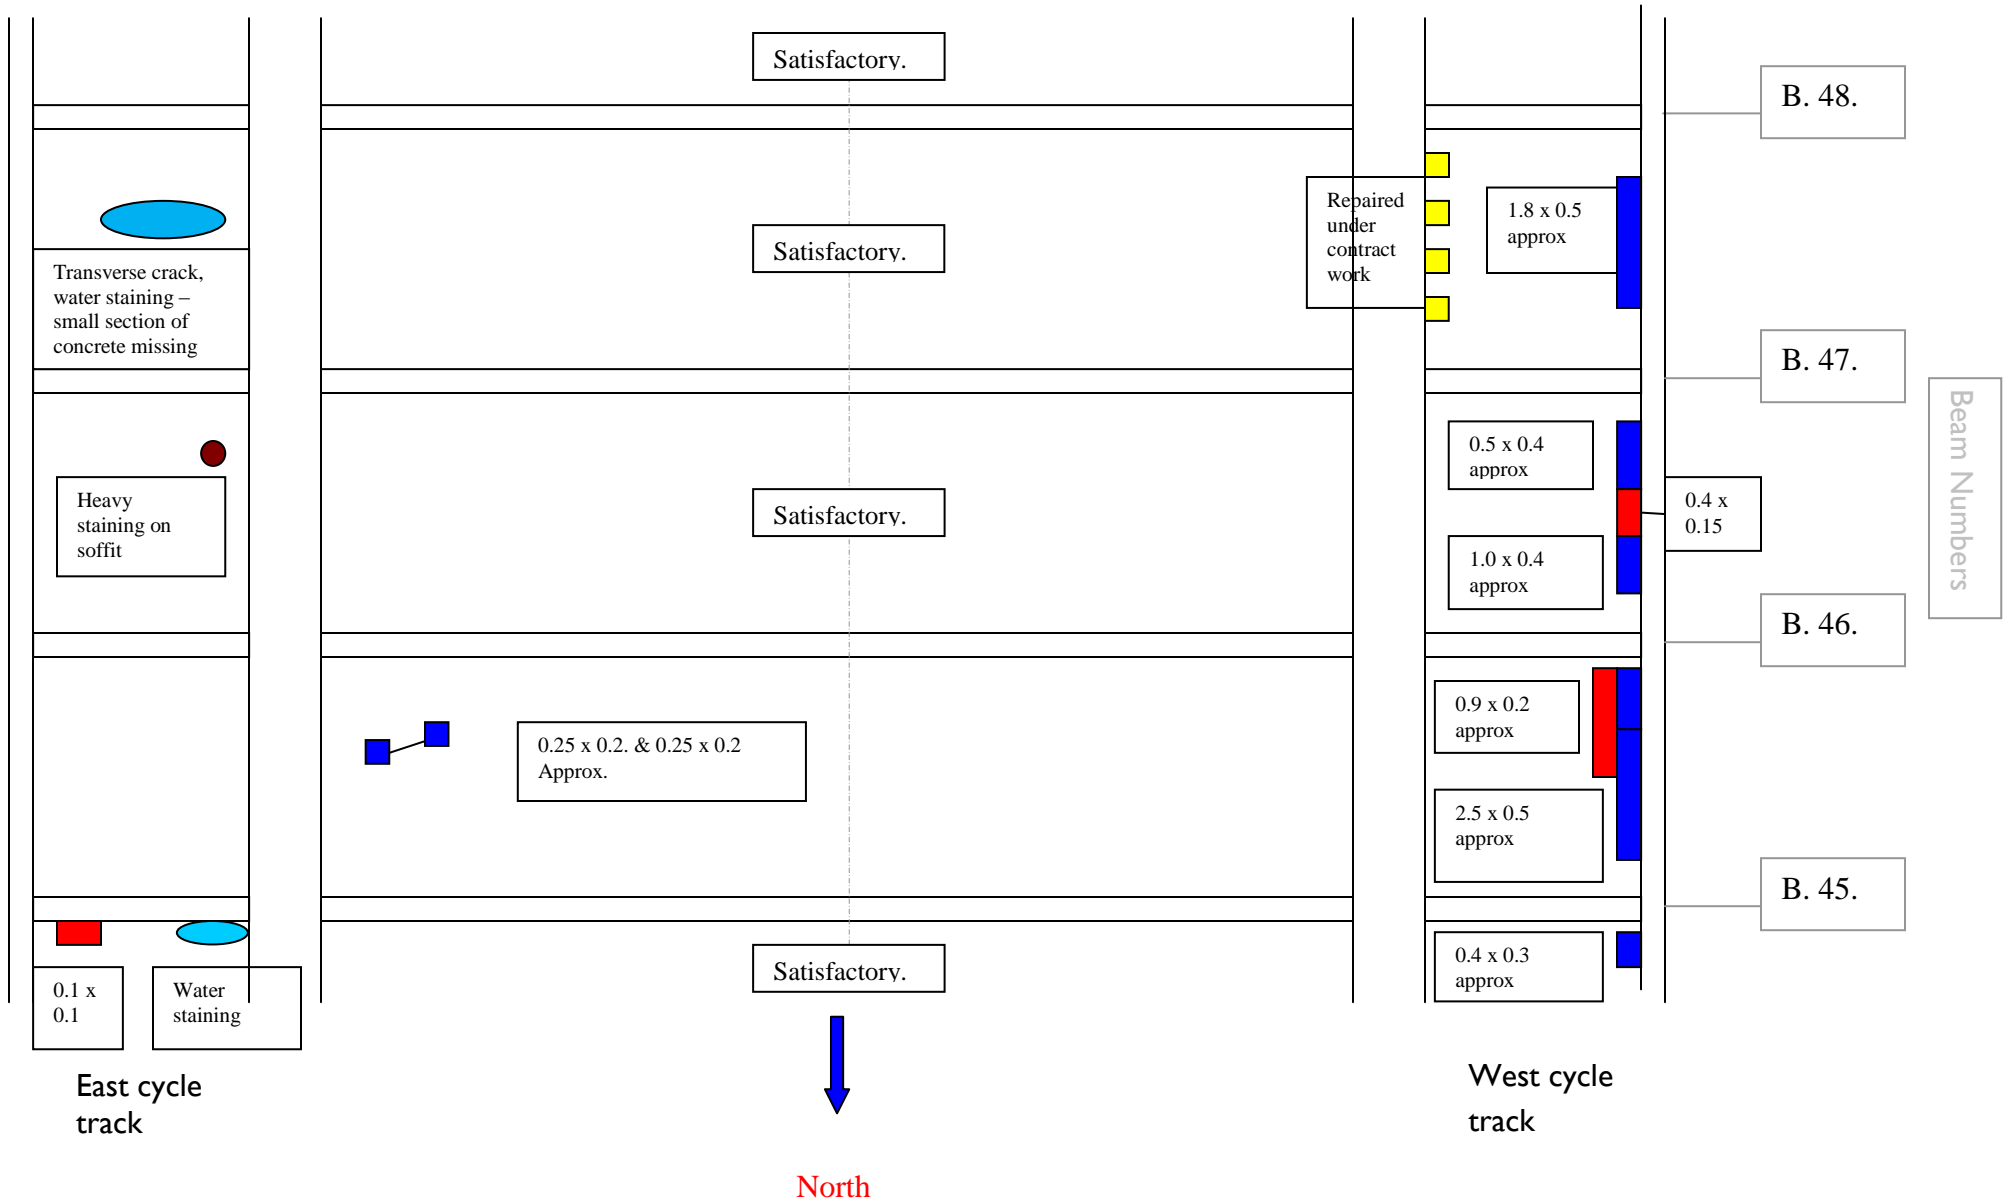 Satisfactory.
B. 48.
Repaired
under
contract
work
1.8 x 0.5
approx
Satisfactory.
Transverse crack,
water staining –
small section of
concrete missing
B. 47.
Beam Numbers
0.5 x 0.4
approx
Heavy
staining on
soffit
Satisfactory.
0.4 x
0.15
1.0 x 0.4
approx
B. 46.
0.9 x 0.2
approx
0.25 x 0.2. & 0.25 x 0.2
Approx.
2.5 x 0.5
approx
B. 45.
0.4 x 0.3
approx
Satisfactory.
0.1 x
0.1
Water
staining
East cycle
track
West cycle
track
North